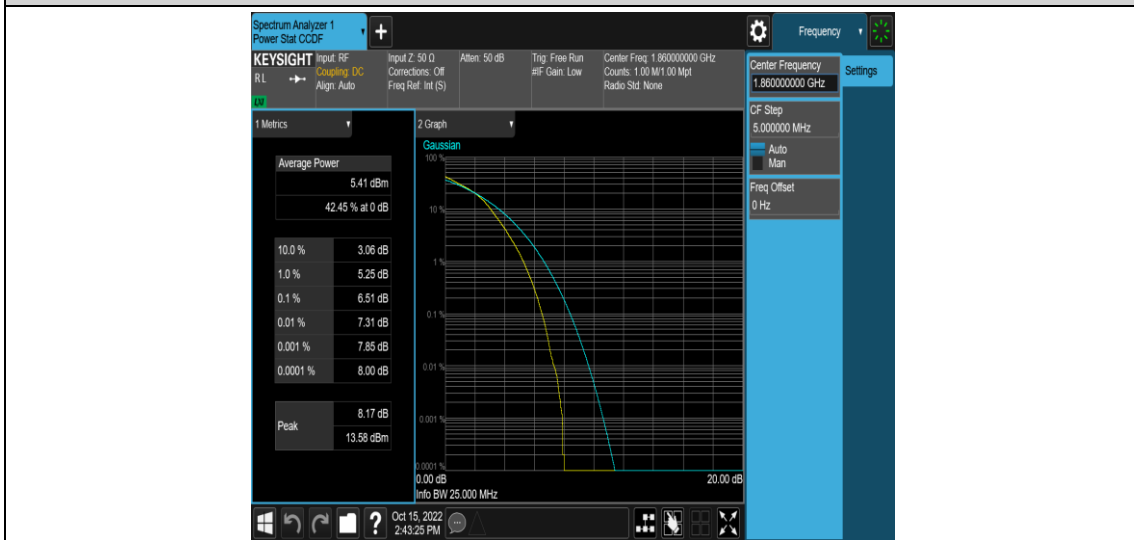 Spectrum Analyzer 1
Power Stat CCDF
+
Frequency
KEYSIGHT
RL
LXI
Input: RF
Coupling: DC
Align: Auto
Input Z: 50 Ω
Corrections: Off
Freq Ref: Int (S)
Atten: 50 dB
Trig: Free Run
#IF Gain: Low
Center Freq: 1.860000000 GHz
Counts: 1.00 M/1.00 Mpt
Radio Std: None
Center Frequency
1.860000000 GHz
Settings
CF Step
5.000000 MHz
Auto
Man
Freq Offset
0 Hz
1 Metrics
Average Power
5.41 dBm
42.45 % at 0 dB
10.0 % 3.06 dB
1.0 % 5.25 dB
0.1 % 6.51 dB
0.01 % 7.31 dB
0.001 % 7.85 dB
0.0001 % 8.00 dB
Peak
8.17 dB
13.58 dBm
2 Graph
Gaussian
100 %
10 %
1 %
0.1 %
0.01 %
0.001 %
0.0001 %
0.00 dB 20.00 dB
Info BW 25.000 MHz
?
Oct 15, 2022
2:43:25 PM